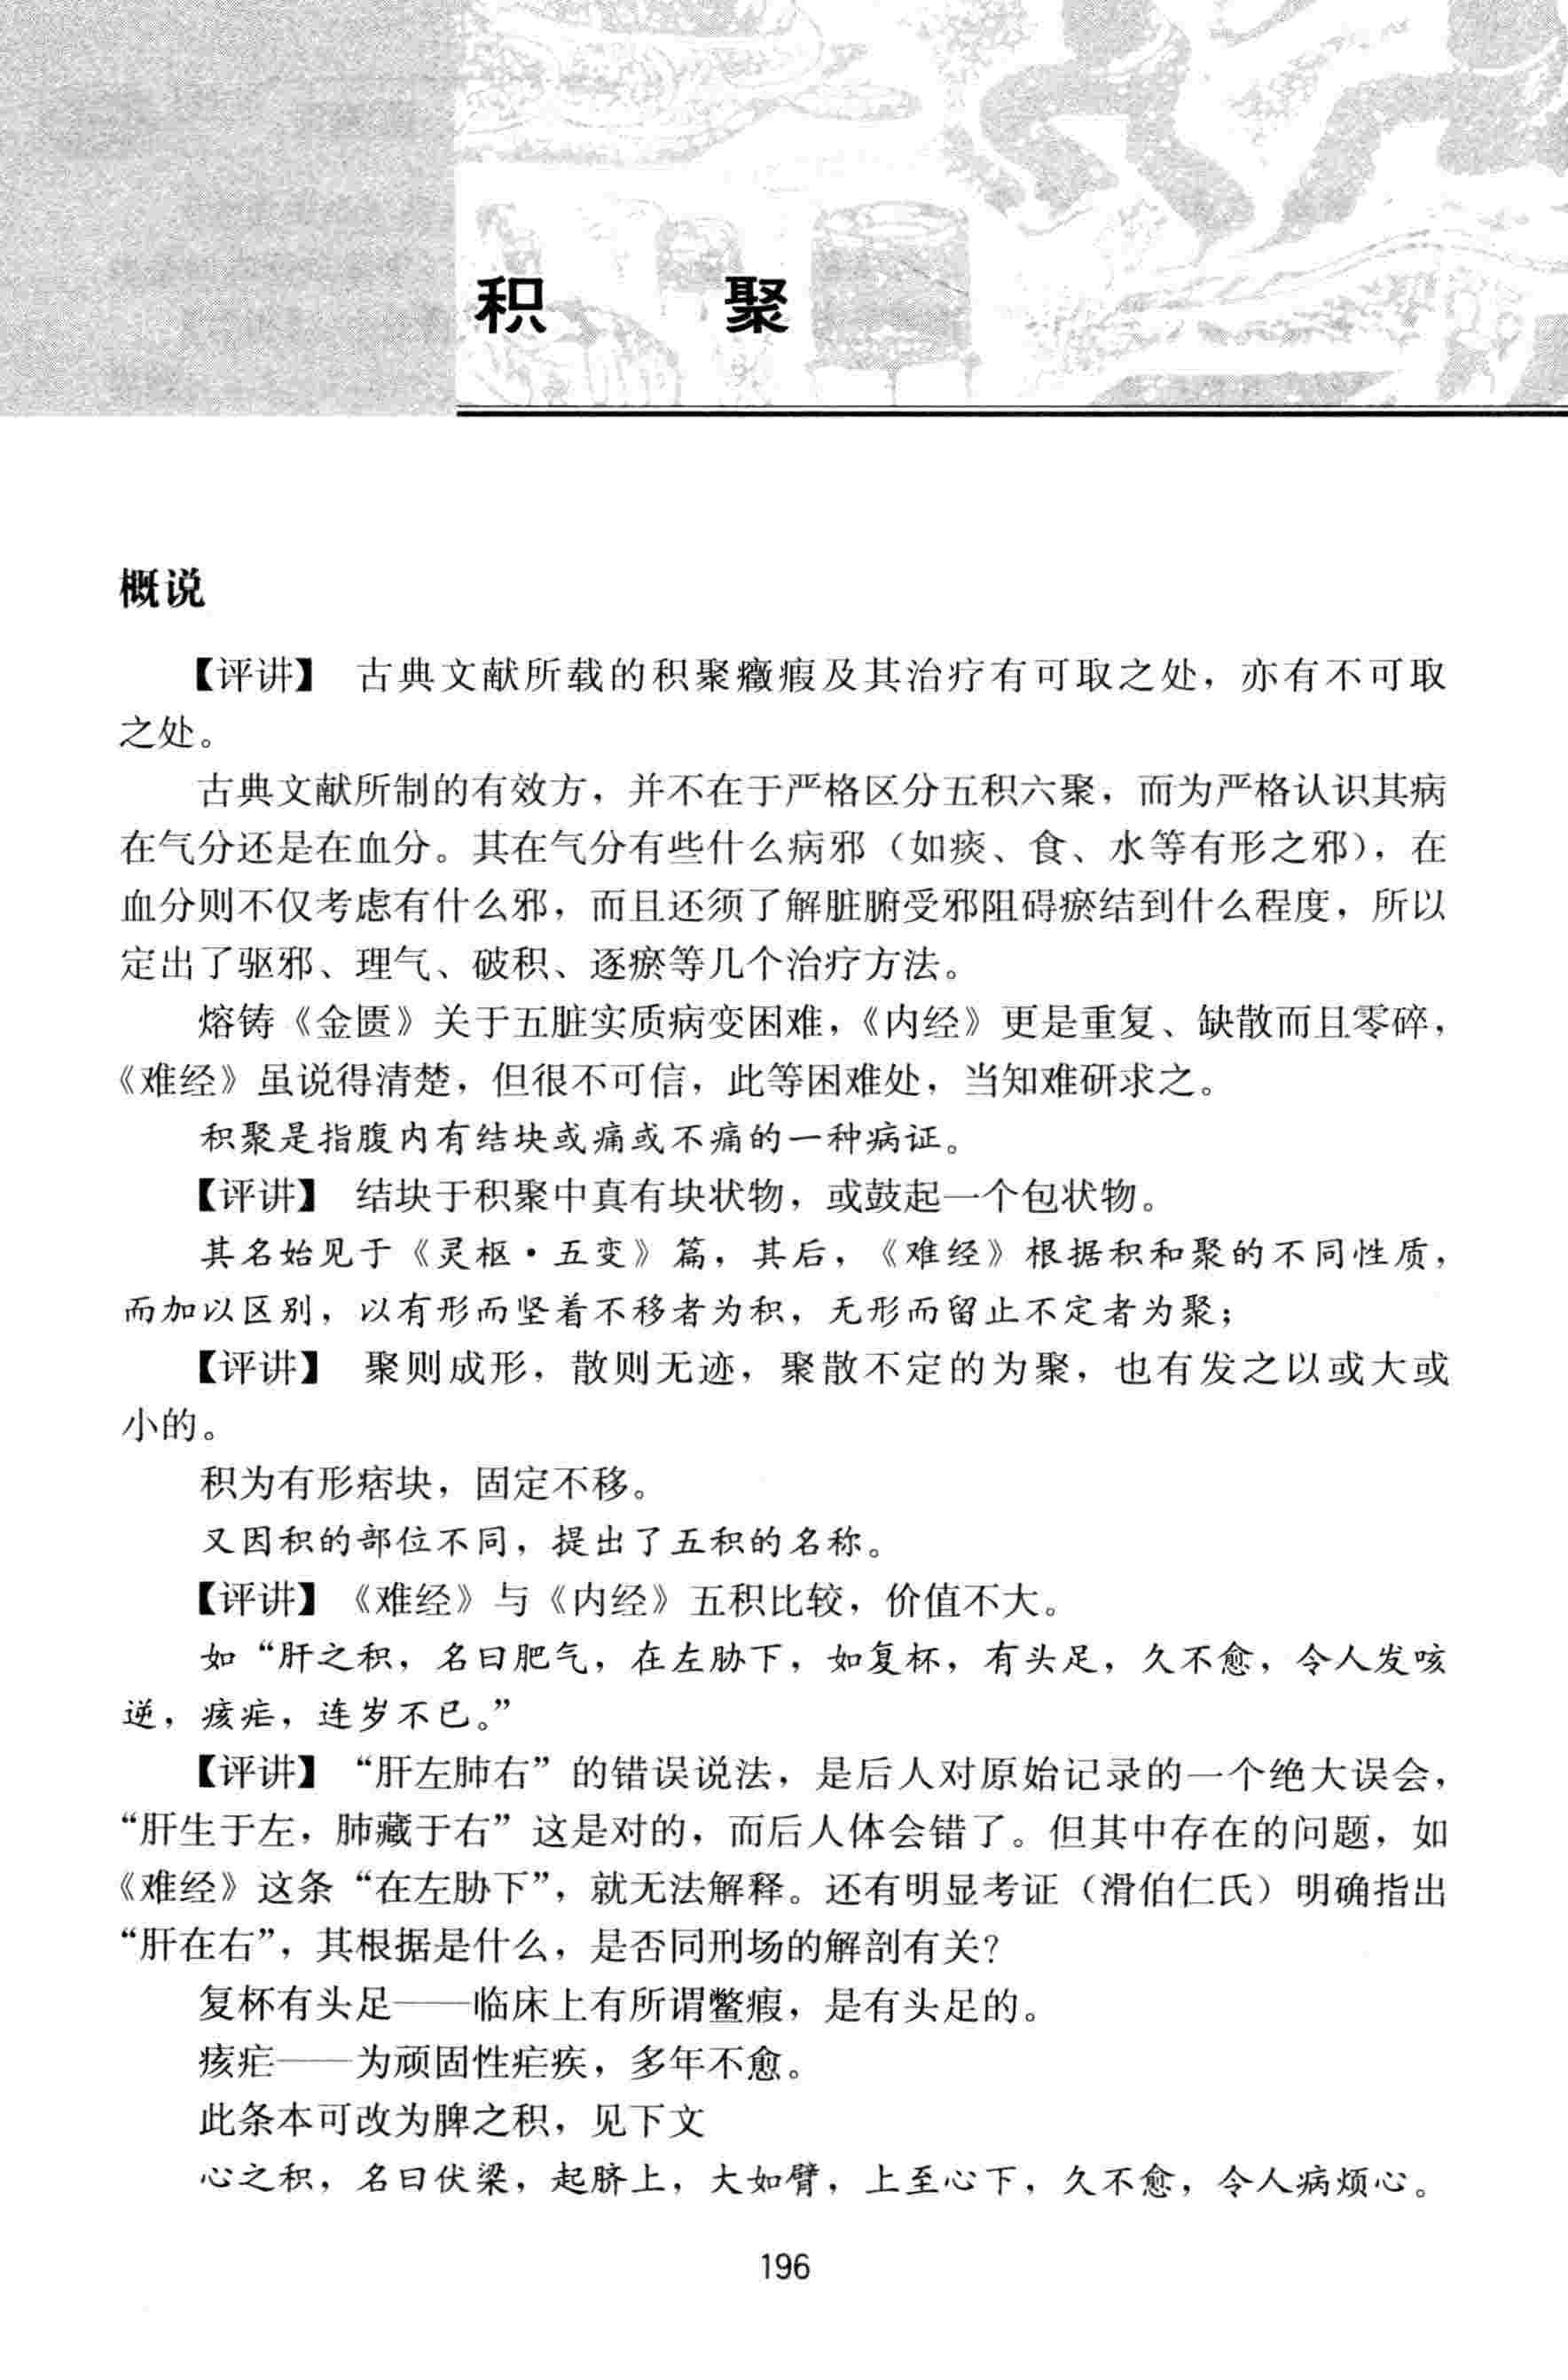 积 聚
概说
【评讲】 古典文献所载的积聚癥瘕及其治疗有可取之处，亦有不可取
之处。
古典文献所制的有效方，并不在于严格区分五积六聚，而为严格认识其病
在气分还是在血分。其在气分有些什么病邪（如痰、食、水等有形之邪），在
血分则不仅考虑有什么邪，而且还须了解脏腑受邪阻碍瘀结到什么程度，所以
定出了驱邪、理气、破积、逐瘀等几个治疗方法。
熔铸《金匮》关于五脏实质病变困难，《内经》更是重复、缺散而且零碎，
《难经》虽说得清楚，但很不可信，此等困难处，当知难研求之。
积聚是指腹内有结块或痛或不痛的一种病证。
【评讲】 结块于积聚中真有块状物，或鼓起一个包状物。
其名始见于《灵枢·五变》篇，其后，《难经》根据积和聚的不同性质，
而加以区别，以有形而坚着不移者为积，无形而留止不定者为聚；
【评讲】 聚则成形，散则无迹，聚散不定的为聚，也有发之以或大或
小的。
积为有形痞块，固定不移。
又因积的部位不同，提出了五积的名称。
【评讲】《难经》与《内经》五积比较，价值不大。
如“肝之积，名曰肥气，在左胁下，如复杯，有头足，久不愈，令人发咳
逆，痎疟，连岁不已。”
【评讲】 “肝左肺右”的错误说法，是后人对原始记录的一个绝大误会，
“肝生于左，肺藏于右”这是对的，而后人体会错了。但其中存在的问题，如
《难经》这条“在左胁下”，就无法解释。还有明显考证（滑伯仁氏）明确指出
“肝在右”，其根据是什么，是否同刑场的解剖有关？
复杯有头足——临床上有所谓鳖瘕，是有头足的。
痎疟——为顽固性疟疾，多年不愈。
此条本可改为脾之积，见下文
心之积，名曰伏梁，起脐上，大如臂，上至心下，久不愈，令人病烦心。
196